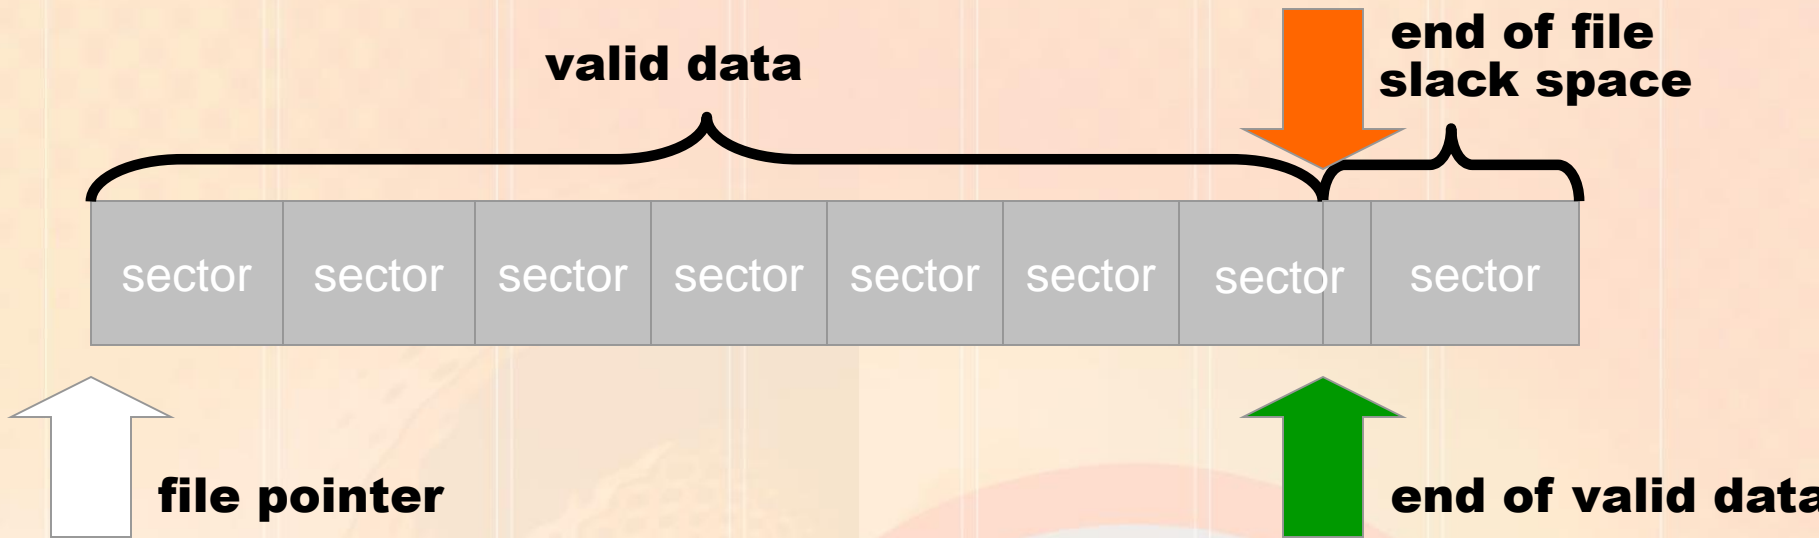 end of file
valid data
slack space
sector sector sector sector sector sector sector sector
file pointer
end of valid data